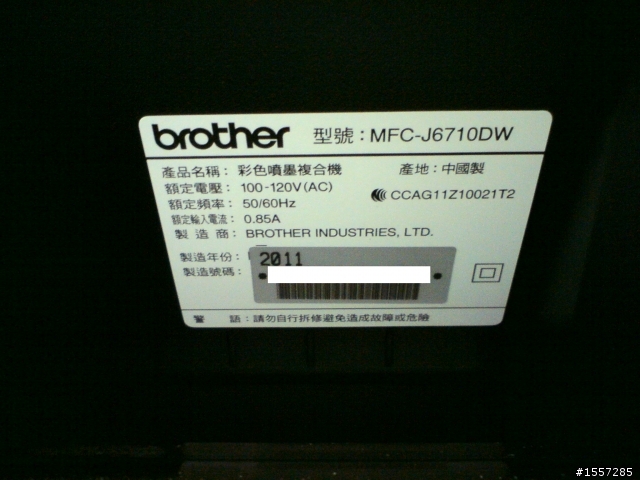 brother 型號：MFC-J6710DW
產品名稱：彩色噴墨複合機 產地：中國製
額定電壓：100-120V(AC)
CCAG11Z10021T2
額定頻率：50/60Hz
額定輸入電流：0.85A
製造商：BROTHER INDUSTRIES, LTD.
製造年份：2011
製造號碼：
警 語：請勿自行拆修避免造成故障或危險
#1557285